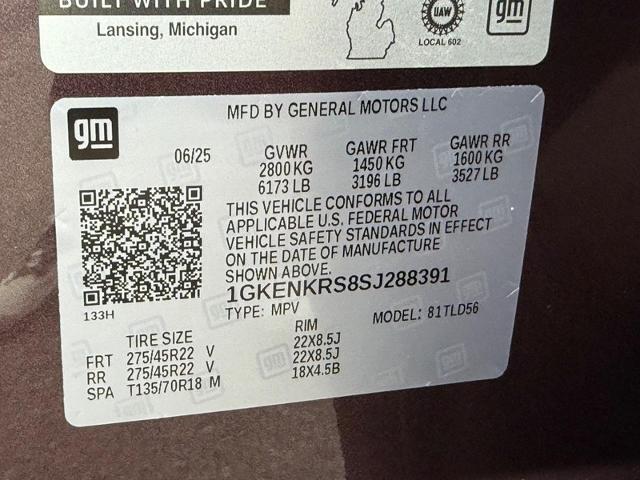 BUILT WITH PRIDE
Lansing, Michigan
UAW
LOCAL 602
gm
gm
MFD BY GENERAL MOTORS LLC
06/25 GVWR GAWR FRT GAWR RR
2800 KG 1450 KG 1600 KG
6173 LB 3196 LB 3527 LB
THIS VEHICLE CONFORMS TO ALL
APPLICABLE U.S. FEDERAL MOTOR
VEHICLE SAFETY STANDARDS IN EFFECT
ON THE DATE OF MANUFACTURE
SHOWN ABOVE.
1GKENKRS8SJ288391
133H
TYPE: MPV MODEL: 81TLD56
TIRE SIZE RIM
FRT 275/45R22 V 22X8.5J
RR 275/45R22 V 22X8.5J
SPA T135/70R18 M 18X4.5B